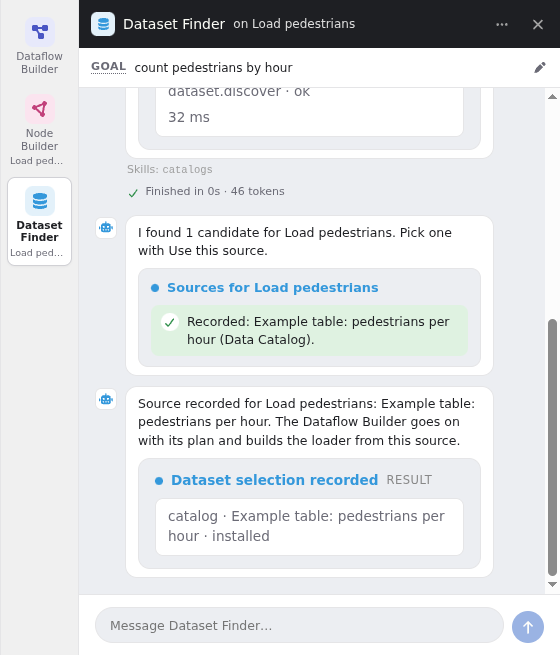 Dataset Finder on Load pedestrians
GOAL count pedestrians by hour
Dataflow
Builder
Node
Builder
Load ped...
Dataset
Finder
Load ped...
dataset.discover · ok
32 ms
Skills: catalogs
Finished in 0s · 46 tokens
I found 1 candidate for Load pedestrians. Pick one
with Use this source.
Sources for Load pedestrians
Recorded: Example table: pedestrians per
hour (Data Catalog).
Source recorded for Load pedestrians: Example table:
pedestrians per hour. The Dataflow Builder goes on
with its plan and builds the loader from this source.
Dataset selection recorded RESULT
catalog · Example table: pedestrians per
hour · installed
Message Dataset Finder...